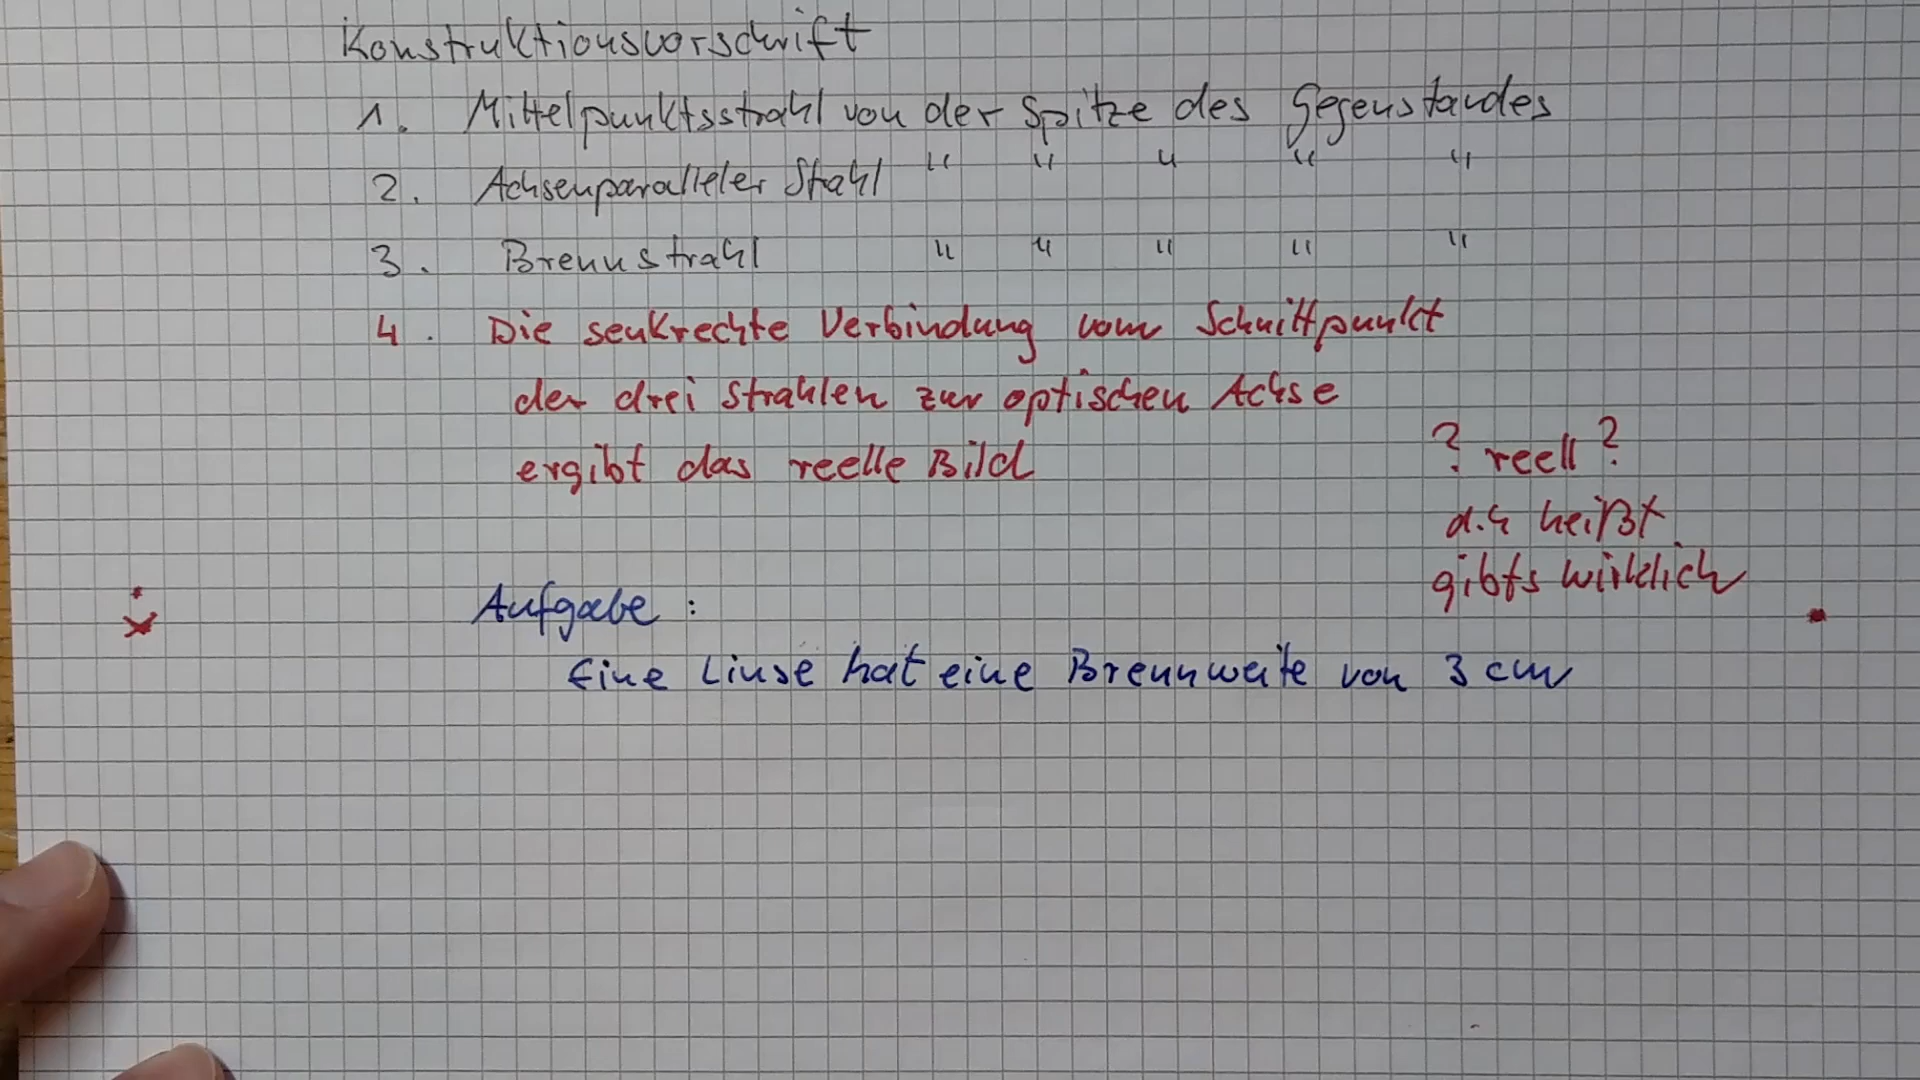 Konstruktionsvorschrift
1. Mittelpunktsstrahl von der Spitze des Gegenstandes
2. Achsenparalleler Strahl " " " " "
3. Brennstrahl " " " " "
4. Die senkrechte Verbindung vom Schnittpunkt
der drei Strahlen zur optischen Achse
ergibt das reelle Bild
? reell ?
d.h heißt
gibts wirklich
Aufgabe :
Eine Linse hat eine Brennweite von 3 cm